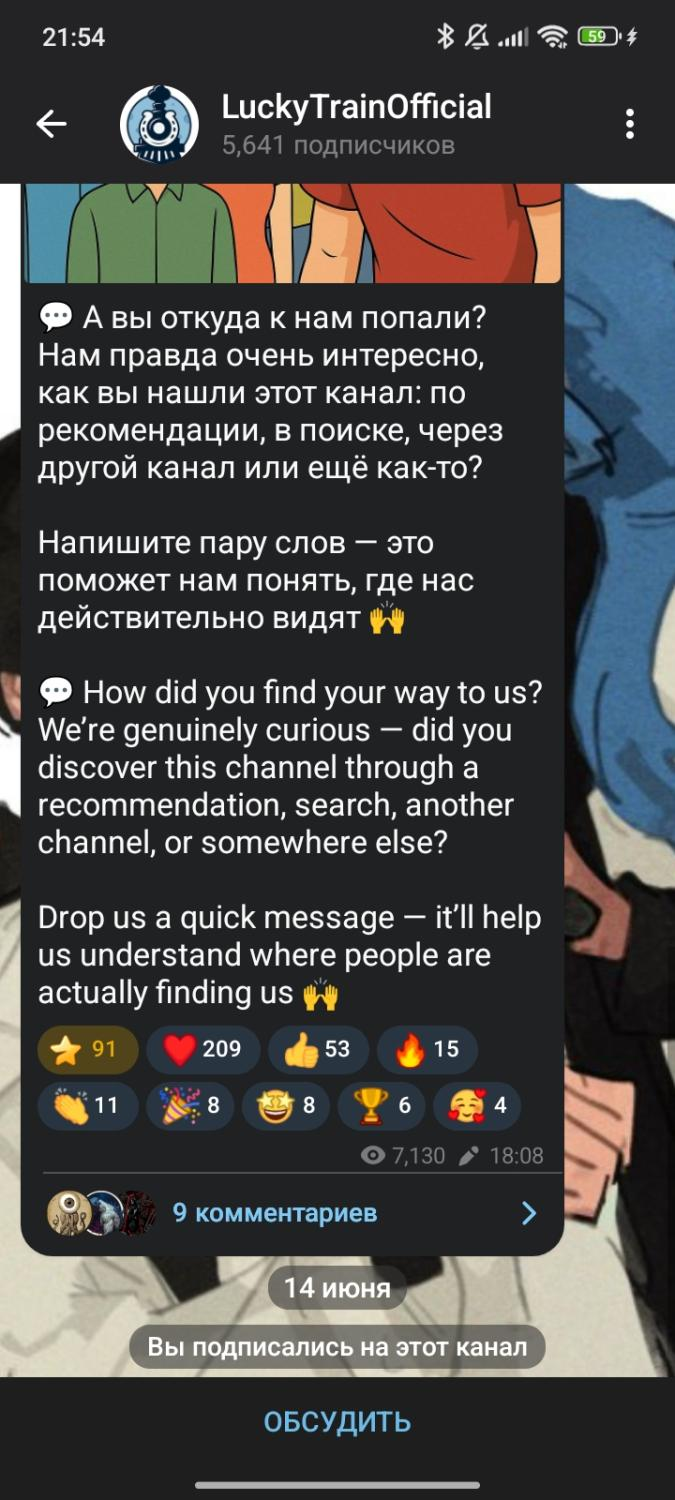 21:54
59
LuckyTrainOfficial
5,641 подписчиков
💬 А вы откуда к нам попали?
Нам правда очень интересно,
как вы нашли этот канал: по
рекомендации, в поиске, через
другой канал или ещё как-то?
Напишите пару слов — это
поможет нам понять, где нас
действительно видят 🙌
💬 How did you find your way to us?
We’re genuinely curious — did you
discover this channel through a
recommendation, search, another
channel, or somewhere else?
Drop us a quick message — it’ll help
us understand where people are
actually finding us 🙌
⭐ 91 ❤️ 209 👍 53 🔥 15
👏 11 🎉 8 🤩 8 🏆 6 🥰 4
7,130 18:08
9 комментариев
14 июня
Вы подписались на этот канал
ОБСУДИТЬ